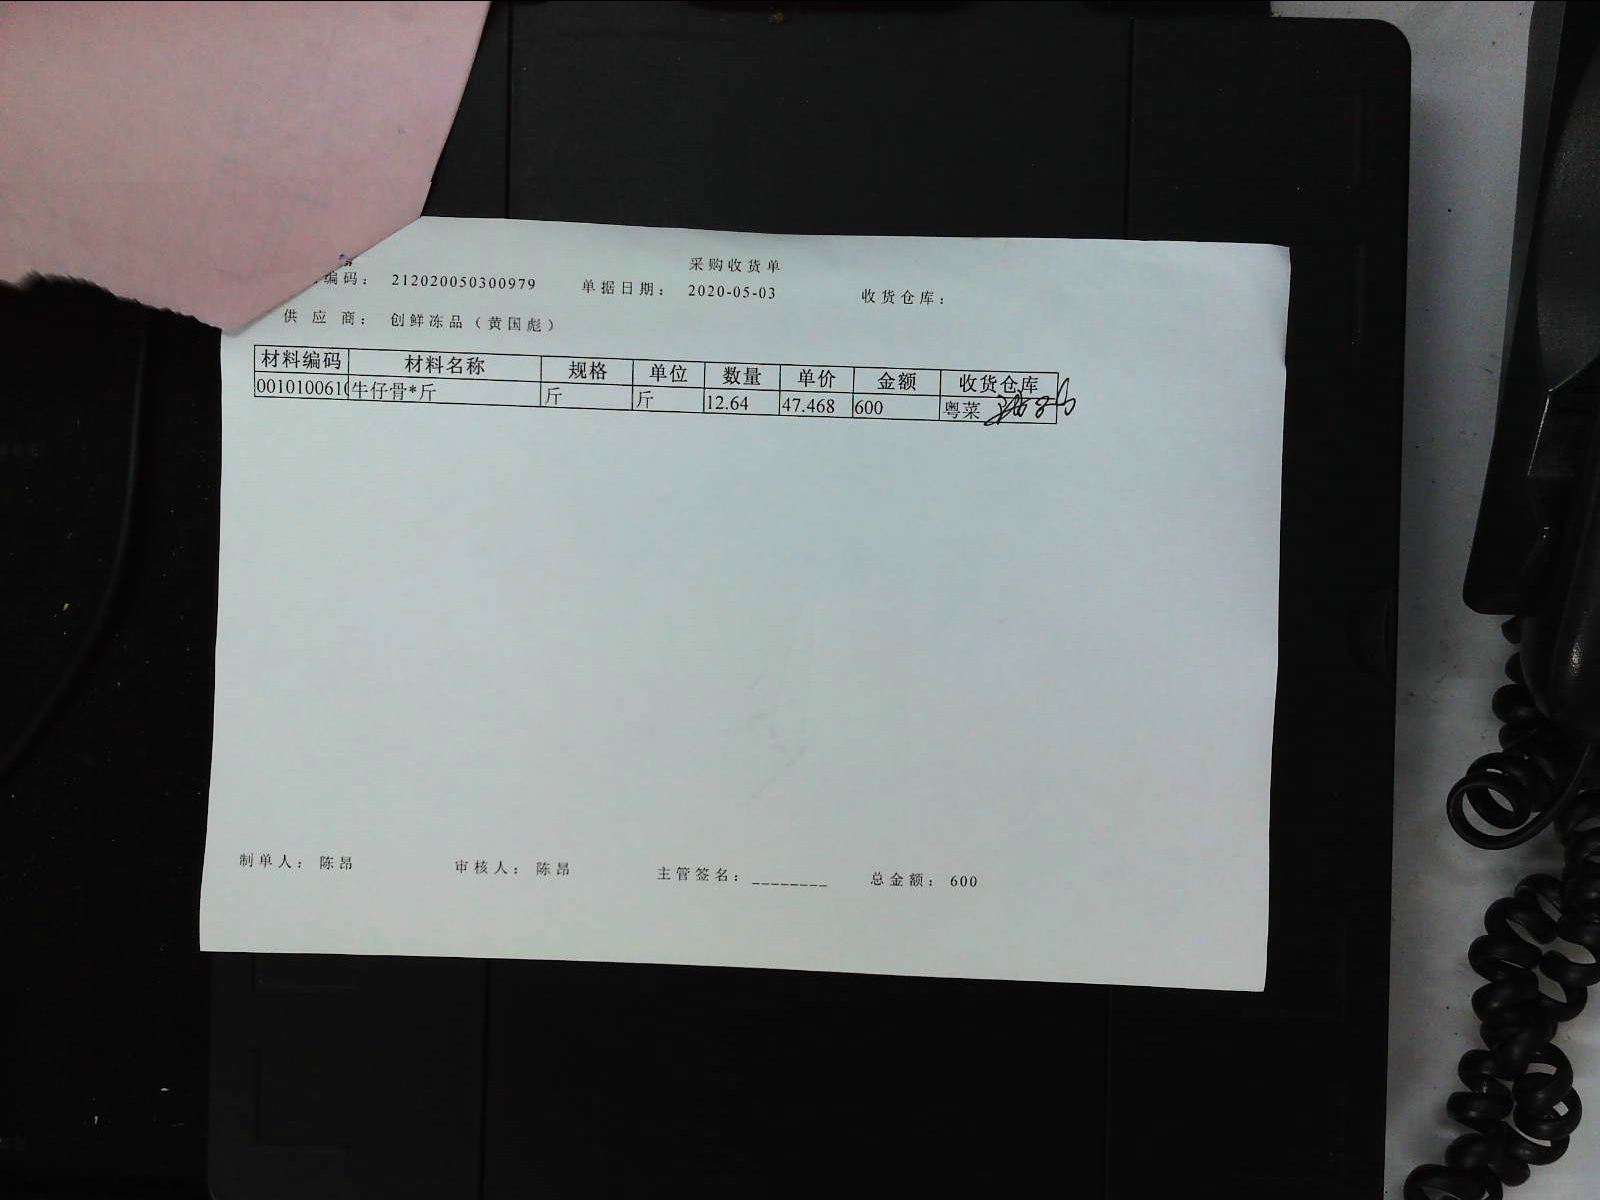 采购收货单
编码： 212020050300979 单据日期： 2020-05-03 收货仓库：
供应商： 创鲜冻品（黄国彪）
材料编码 材料名称 规格 单位 数量 单价 金额 收货仓库
001010061 牛仔骨*斤 斤 斤 12.64 47.468 600 粤菜
制单人： 陈昂 审核人： 陈昂 主管签名：________ 总金额： 600